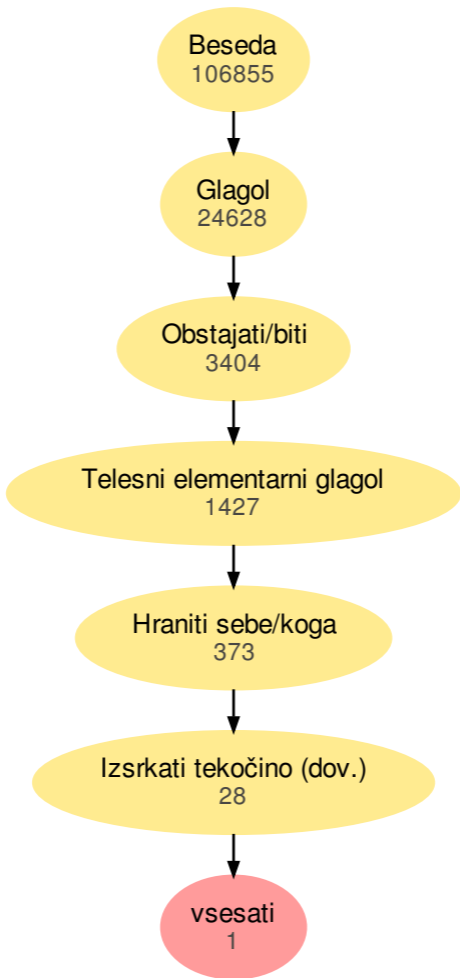 Beseda
106855
Glagol
24628
Obstajati/biti
3404
Telesni elementarni glagol
1427
Hraniti sebe/koga
373
Izsrkati tekočino (dov.)
28
vsesati
1